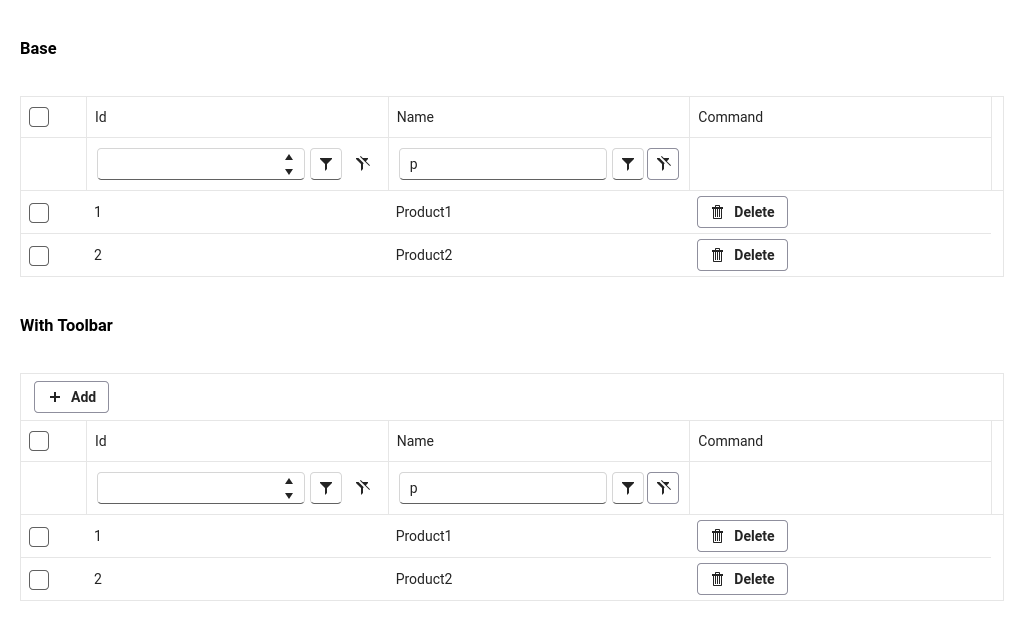 Base
Id Name Command
p
1 Product1 Delete
2 Product2 Delete
With Toolbar
Add
Id Name Command
p
1 Product1 Delete
2 Product2 Delete